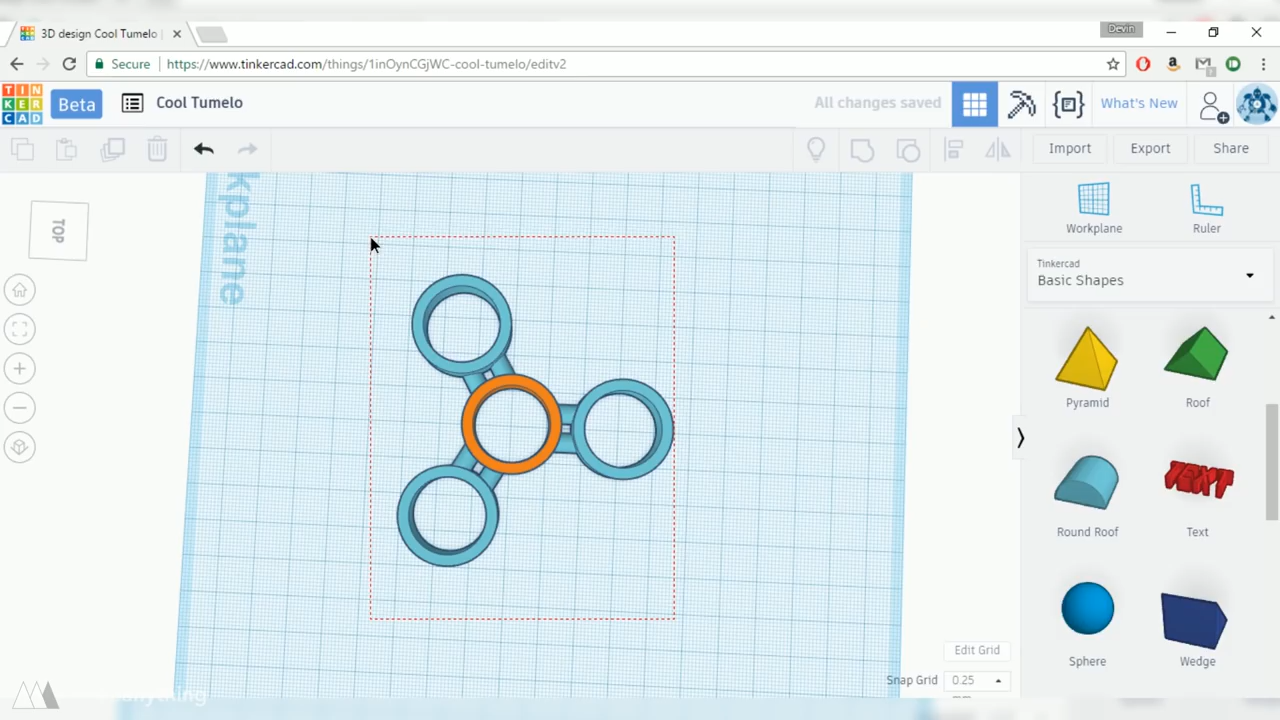 3D design Cool Tumelo
Devin
Secure
https://www.tinkercad.com/things/1inOynCGjWC-cool-tumelo/editv2
TIN
KER
CAD
Beta
Cool Tumelo
All changes saved
What's New
Import
Export
Share
TOP
kplane
Workplane
Ruler
Tinkercad
Basic Shapes
Pyramid
Roof
Round Roof
TEXT
Text
Sphere
Wedge
Edit Grid
Snap Grid
0.25